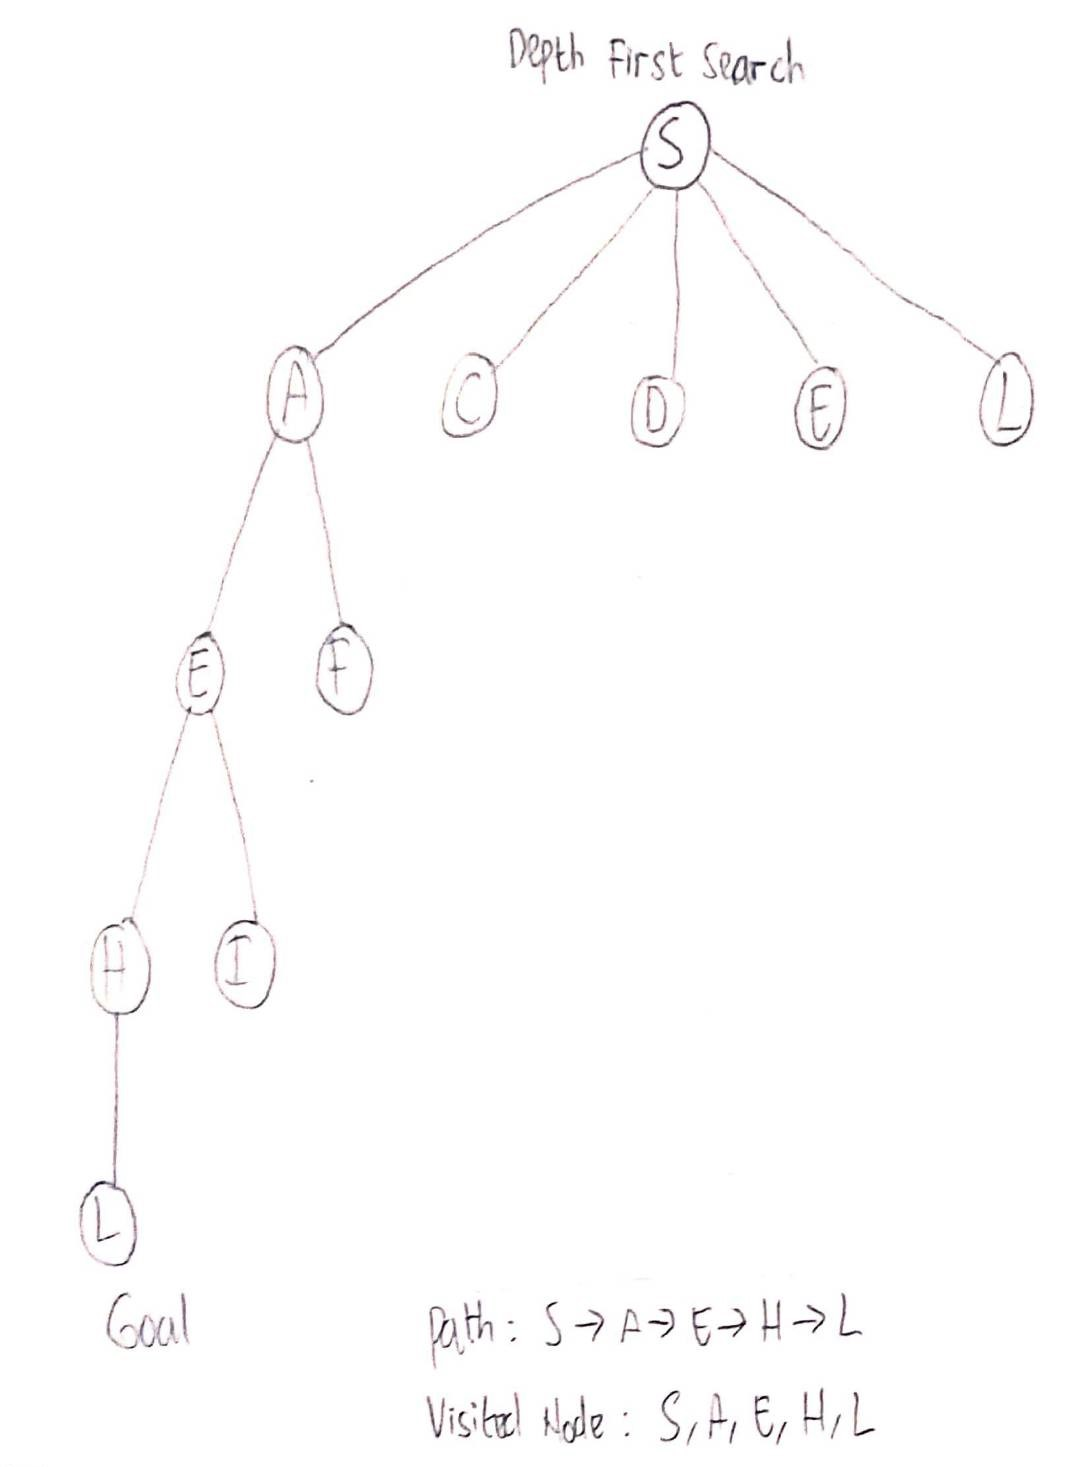 Depth First Search
S
A C D E L
E F
H I
L
Goal
Path : S → A → E → H → L
Visited Node : S, A, E, H, L